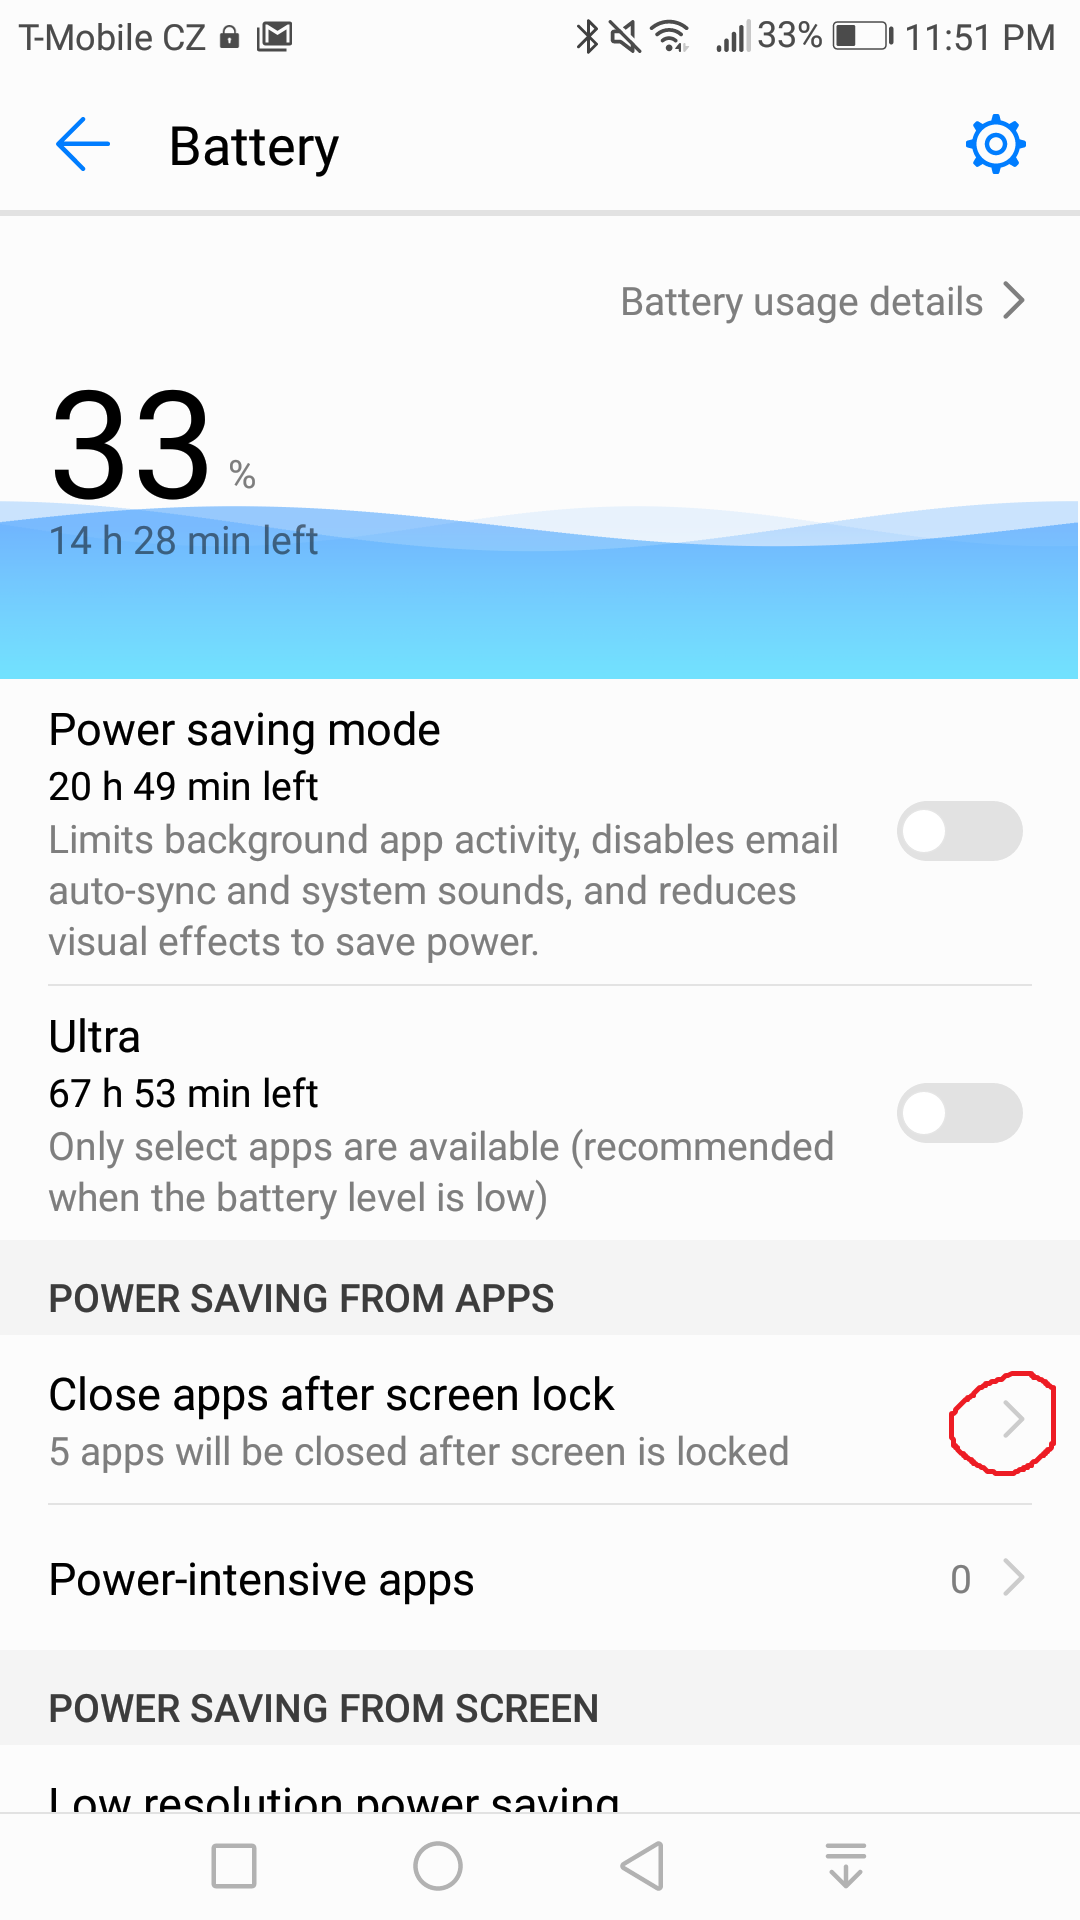 T-Mobile CZ 33% 11:51 PM
Battery
Battery usage details
33 %
14 h 28 min left
Power saving mode
20 h 49 min left
Limits background app activity, disables email
auto-sync and system sounds, and reduces
visual effects to save power.
Ultra
67 h 53 min left
Only select apps are available (recommended
when the battery level is low)
POWER SAVING FROM APPS
Close apps after screen lock
5 apps will be closed after screen is locked
Power-intensive apps 0
POWER SAVING FROM SCREEN
Low resolution power saving